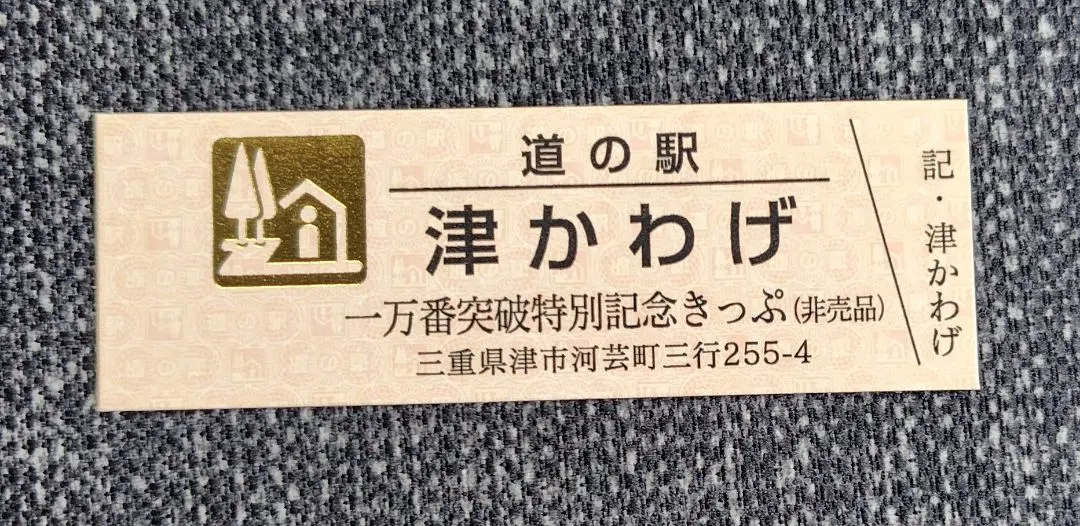 道の駅
津かわげ
一万番突破特別記念きっぷ(非売品)
三重県津市河芸町三行255-4
記・津かわげ